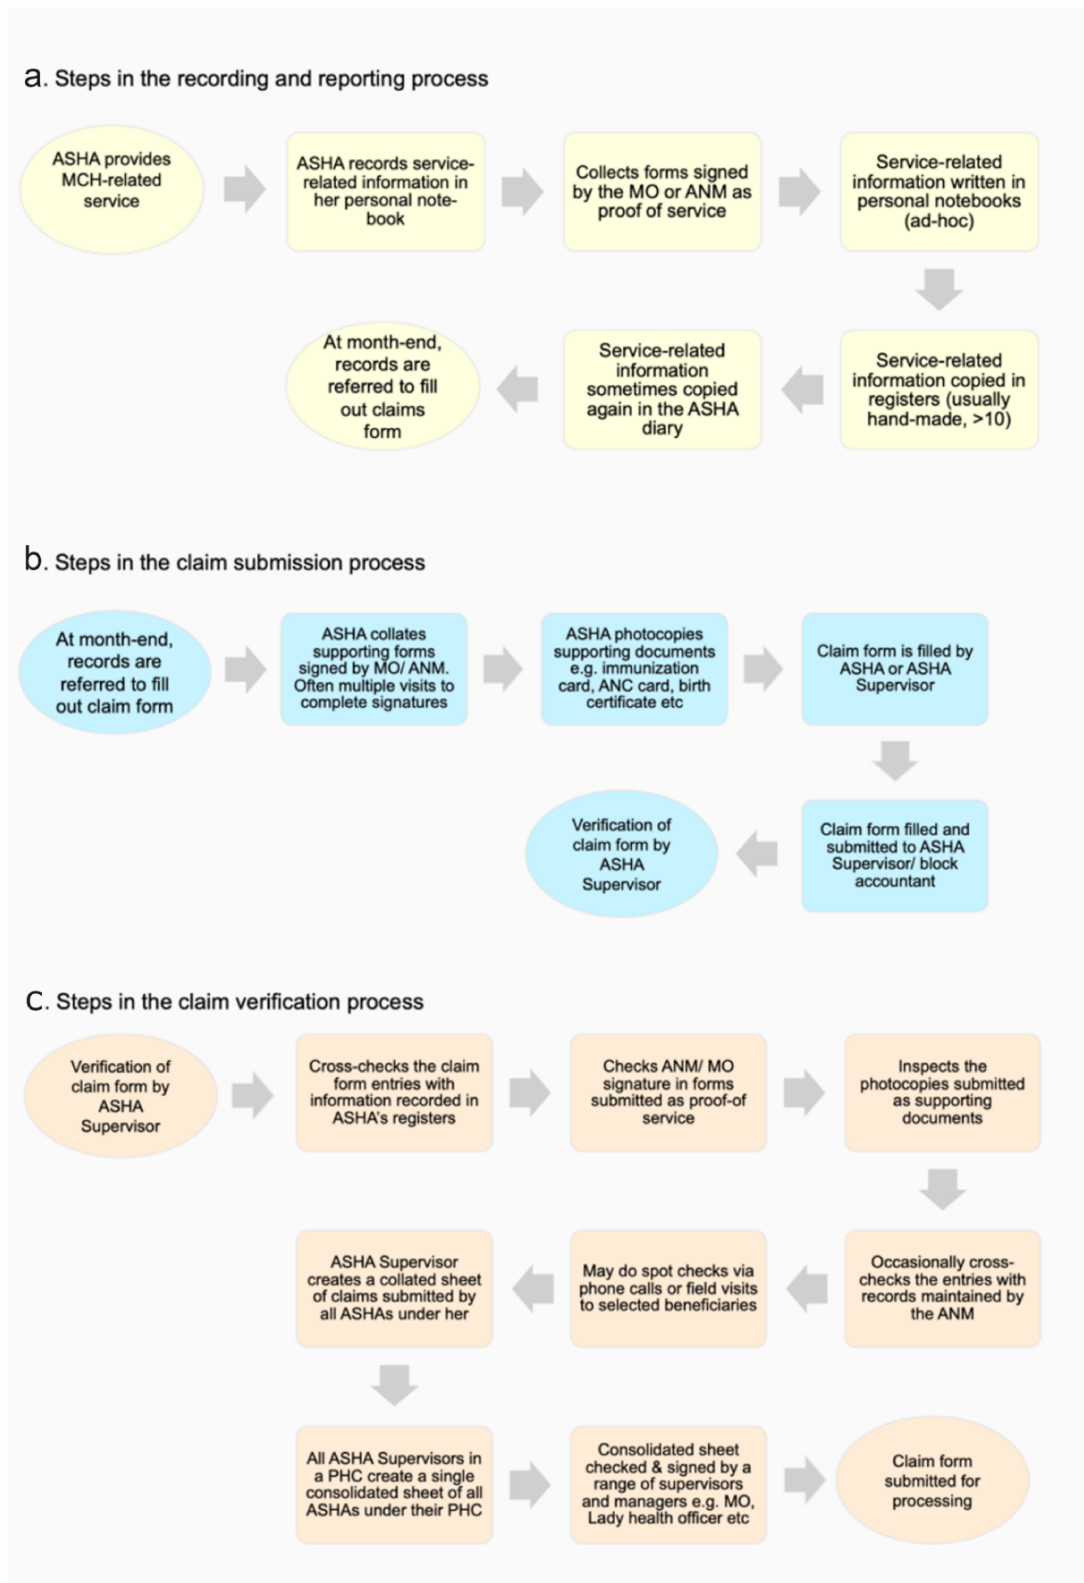 a. Steps in the recording and reporting process
ASHA provides
MCH-related
service
ASHA records service-
related information in
her personal note-
book
Collects forms signed
by the MO or ANM as
proof of service
Service-related
information written in
personal notebooks
(ad-hoc)
Service-related
information copied in
registers (usually
hand-made, >10)
Service-related
information
sometimes copied
again in the ASHA
diary
At month-end,
records are
referred to fill
out claims
form
b. Steps in the claim submission process
At month-end,
records are
referred to fill
out claim form
ASHA collates
supporting forms
signed by MO/ ANM.
Often multiple visits to
complete signatures
ASHA photocopies
supporting documents
e.g. immunization
card, ANC card, birth
certificate etc
Claim form is filled by
ASHA or ASHA
Supervisor
Claim form filled and
submitted to ASHA
Supervisor/ block
accountant
Verification of
claim form by
ASHA
Supervisor
c. Steps in the claim verification process
Verification of
claim form by
ASHA
Supervisor
Cross-checks the claim
form entries with
information recorded in
ASHA's registers
Checks ANM/ MO
signature in forms
submitted as proof-of
service
Inspects the
photocopies submitted
as supporting
documents
Occasionally cross-
checks the entries with
records maintained by
the ANM
May do spot checks via
phone calls or field visits
to selected beneficiaries
ASHA Supervisor
creates a collated sheet
of claims submitted by
all ASHAs under her
All ASHA Supervisors in
a PHC create a single
consolidated sheet of all
ASHAs under their PHC
Consolidated sheet
checked & signed by a
range of supervisors
and managers e.g. MO,
Lady health officer etc
Claim form
submitted for
processing